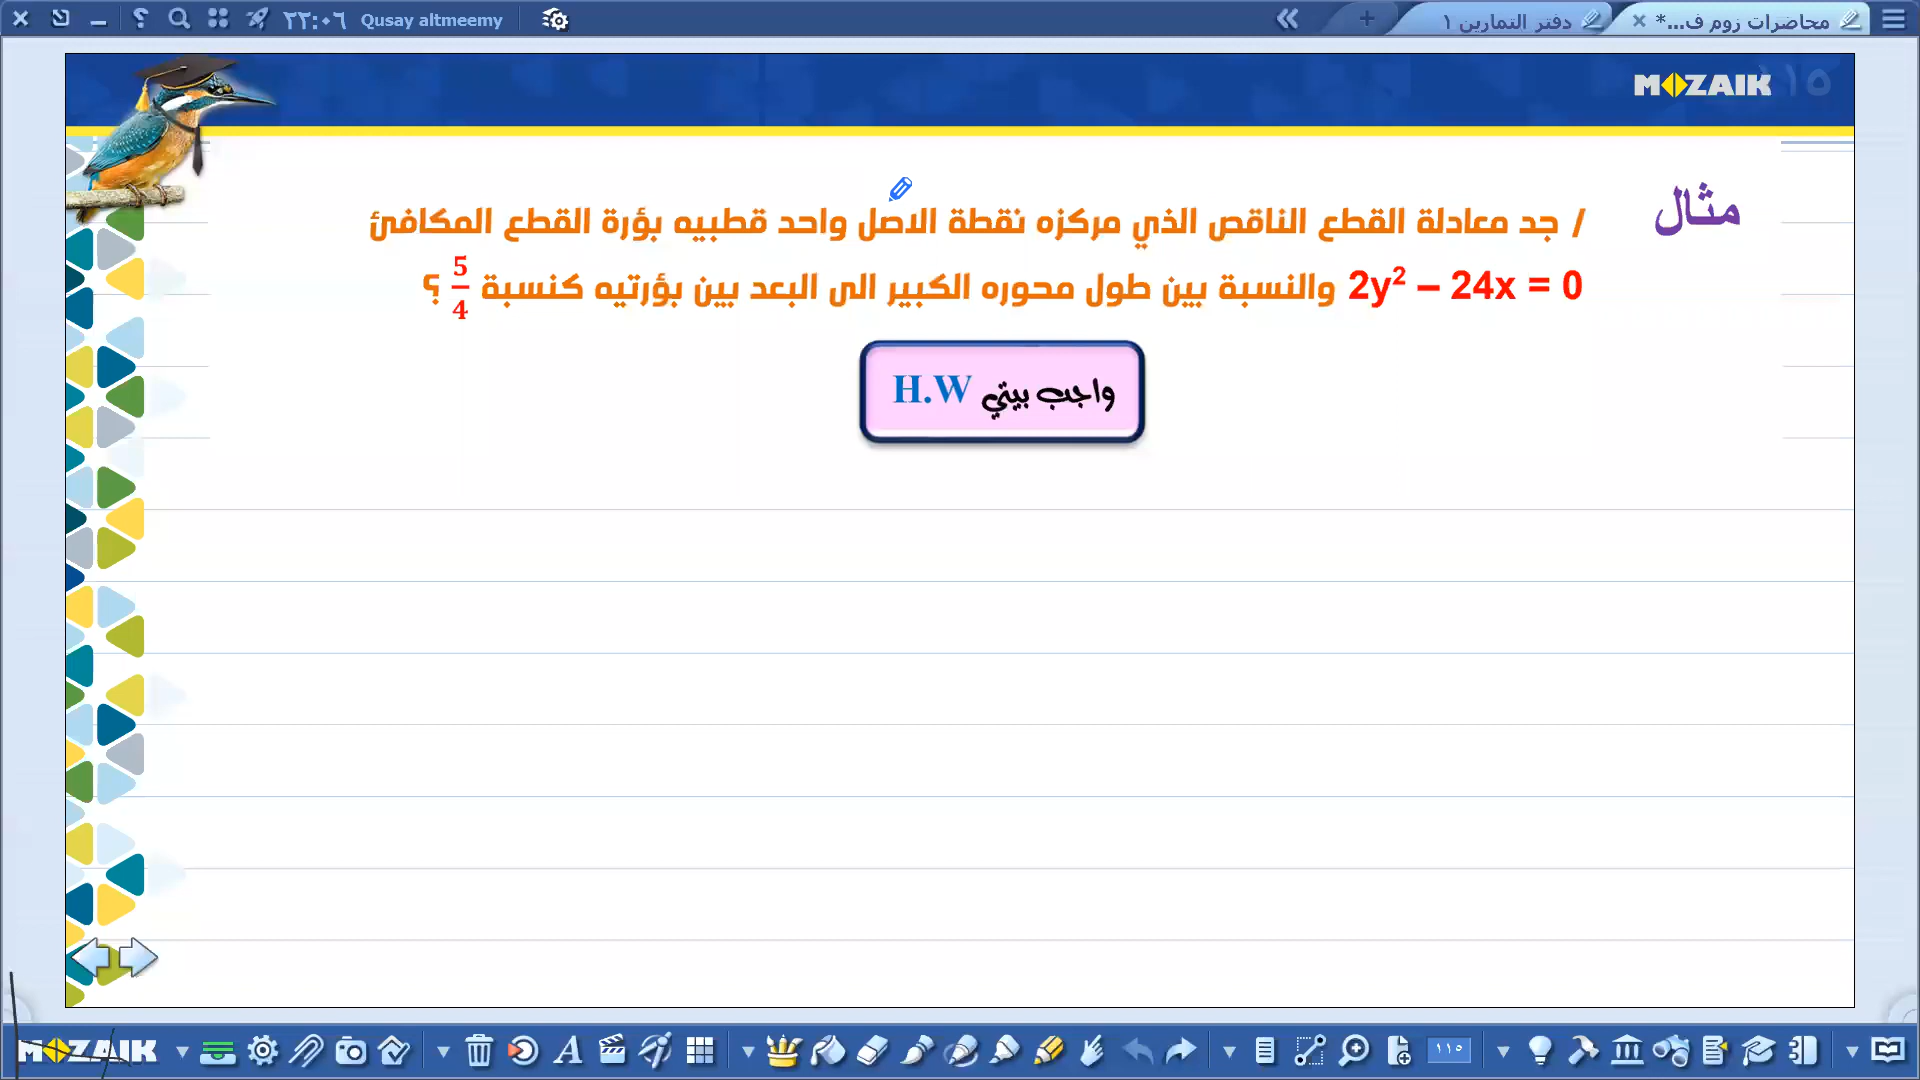 ٢٢:٠٦ Qusay altmeemy
دفتر التمارين ١
محاضرات زوم ف...*
MOZAIK ١١٥
مثال
/ جد معادلة القطع الناقص الذي مركزه نقطة الاصل واحد قطبيه بؤرة القطع المكافئ
2y² – 24x = 0 والنسبة بين طول محوره الكبير الى البعد بين بؤرتيه كنسبة 5/4 ؟
واجب بيتي H.W
MOZAIK
١١٥